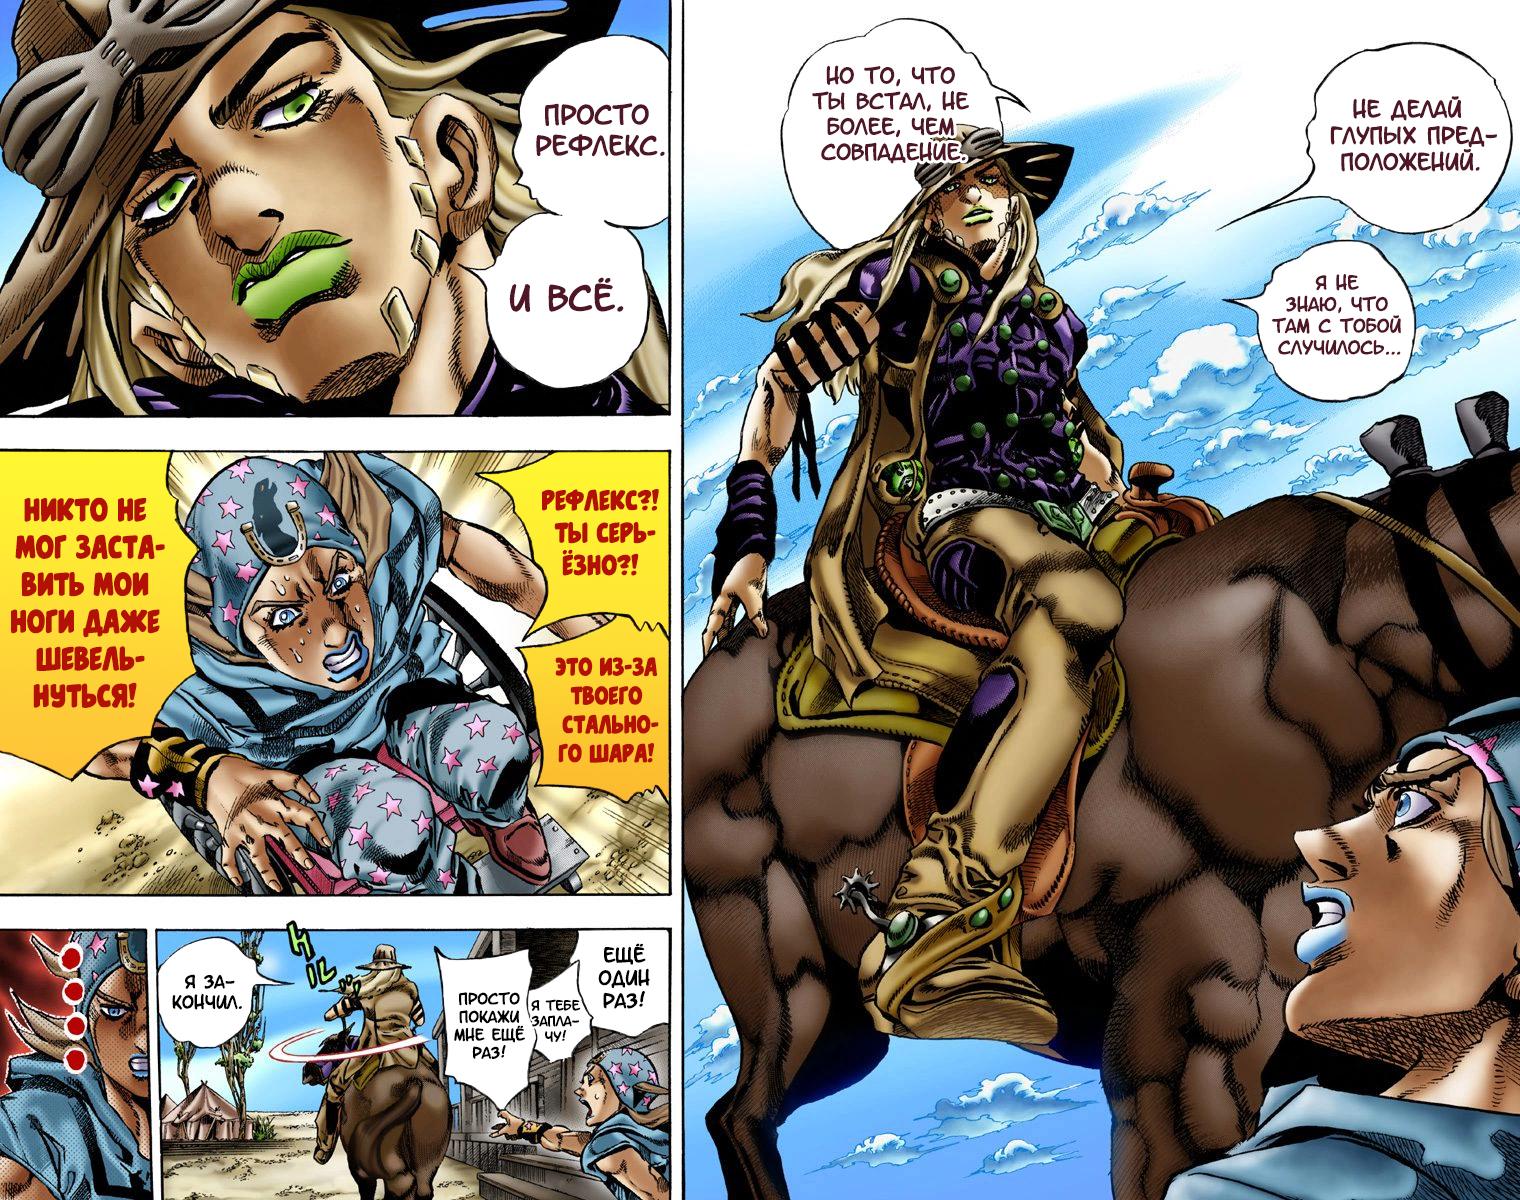 НЕ ДЕЛАЙ
ГЛУПЫХ ПРЕД-
ПОЛОЖЕНИЙ.
Я НЕ
ЗНАЮ, ЧТО
ТАМ С ТОБОЙ
СЛУЧИЛОСЬ...
НО ТО, ЧТО
ТЫ ВСТАЛ, НЕ
БОЛЕЕ, ЧЕМ
СОВПАДЕНИЕ.
ПРОСТО
РЕФЛЕКС.
И ВСЁ.
РЕФЛЕКС?!
ТЫ СЕРЬ-
ЁЗНО?!
ЭТО ИЗ-ЗА
ТВОЕГО
СТАЛЬНО-
ГО ШАРА!
НИКТО НЕ
МОГ ЗАСТА-
ВИТЬ МОИ
НОГИ ДАЖЕ
ШЕВЕЛЬ-
НУТЬСЯ!
ЕЩЁ
ОДИН
РАЗ!
Я ТЕБЕ
ЗАПЛА-
ЧУ!
ПРОСТО
ПОКАЖИ
МНЕ ЕЩЁ
РАЗ!
Я ЗА-
КОНЧИЛ.